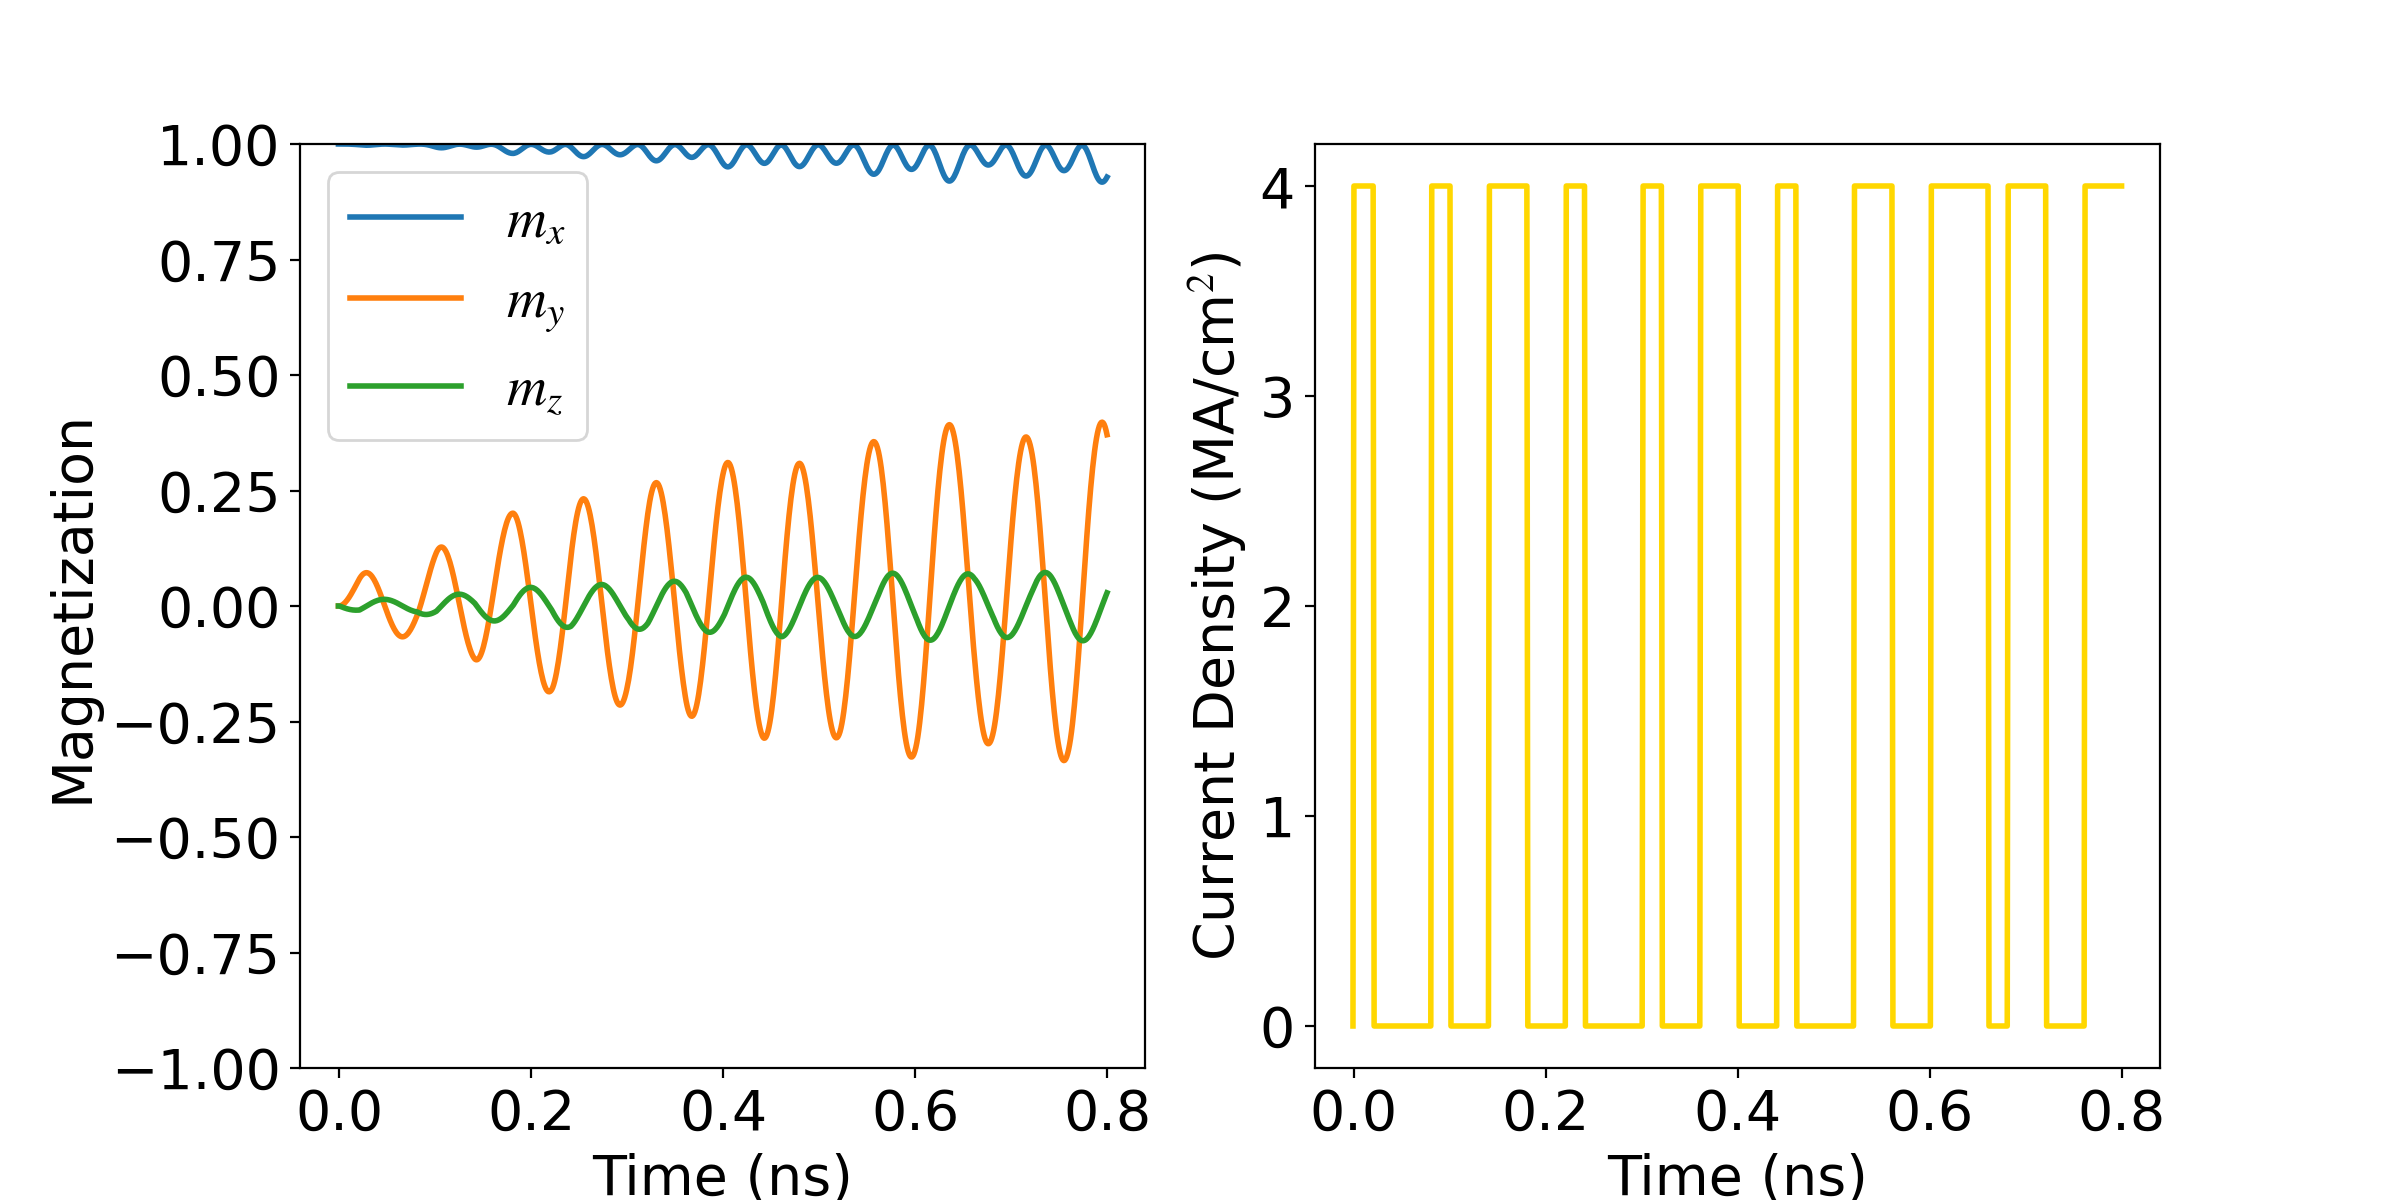 1.00
0.75
0.50
0.25
0.00
−0.25
−0.50
−0.75
−1.00
Magnetization
m_x
m_y
m_z
0.0 0.2 0.4 0.6 0.8
Time (ns)
4
3
2
1
0
Current Density (MA/cm²)
0.0 0.2 0.4 0.6 0.8
Time (ns)